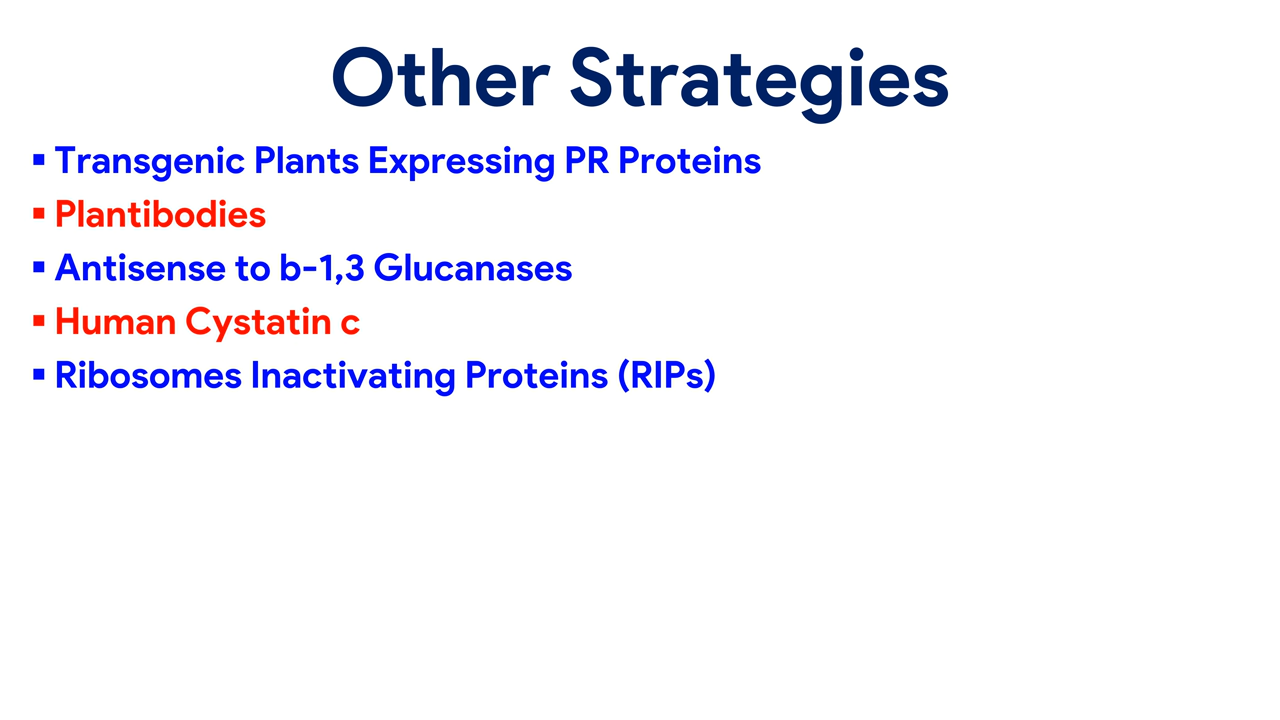 Other Strategies
▪ Transgenic Plants Expressing PR Proteins
▪ Plantibodies
▪ Antisense to b-1,3 Glucanases
▪ Human Cystatin c
▪ Ribosomes Inactivating Proteins (RIPs)